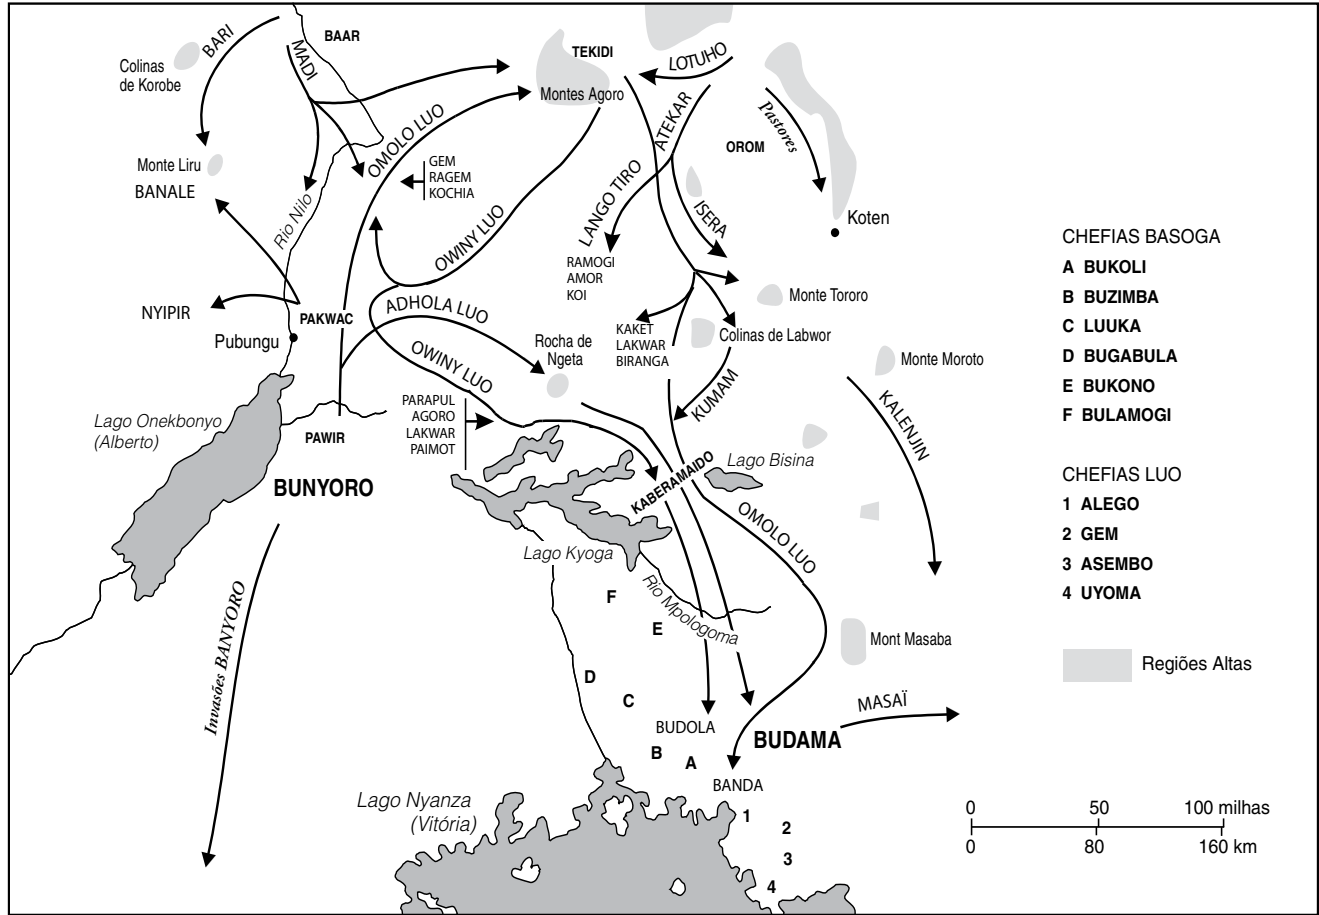 BARI
MADI
BAAR
TEKIDI
LOTUHO
Colinas
de Korobe
Montes Agoro
ATEKAR
Pastores
OROM
OMOLO LUO
Monte Liru
BANALE
GEM
RAGEM
KOCHIA
Rio Nilo
LANGO TIRO
ISERA
Koten
OWINY LUO
RAMOGI
AMOR
KOI
NYIPIR
PAKWAC
ADHOLA LUO
Monte Tororo
Pubungu
Rocha de
Ngeta
KAKET
LAKWAR
BIRANGA
Colinas de Labwor
OWINY LUO
Monte Moroto
KUMAM
KALENJIN
Lago Onekbonyo
(Alberto)
PARAPUL
AGORO
LAKWAR
PAIMOT
PAWIR
BUNYORO
KABERAMAIDO
Lago Bisina
OMOLO LUO
Lago Kyoga
Rio Mpologoma
F
E
D
C
Invasões BANYORO
Mont Masaba
MASAÏ
BUDOLA
BUDAMA
B
A
BANDA
Lago Nyanza
(Vitória)
1
2
3
4
CHEFIAS BASOGA
A BUKOLI
B BUZIMBA
C LUUKA
D BUGABULA
E BUKONO
F BULAMOGI
CHEFIAS LUO
1 ALEGO
2 GEM
3 ASEMBO
4 UYOMA
Regiões Altas
0 50 100 milhas
0 80 160 km